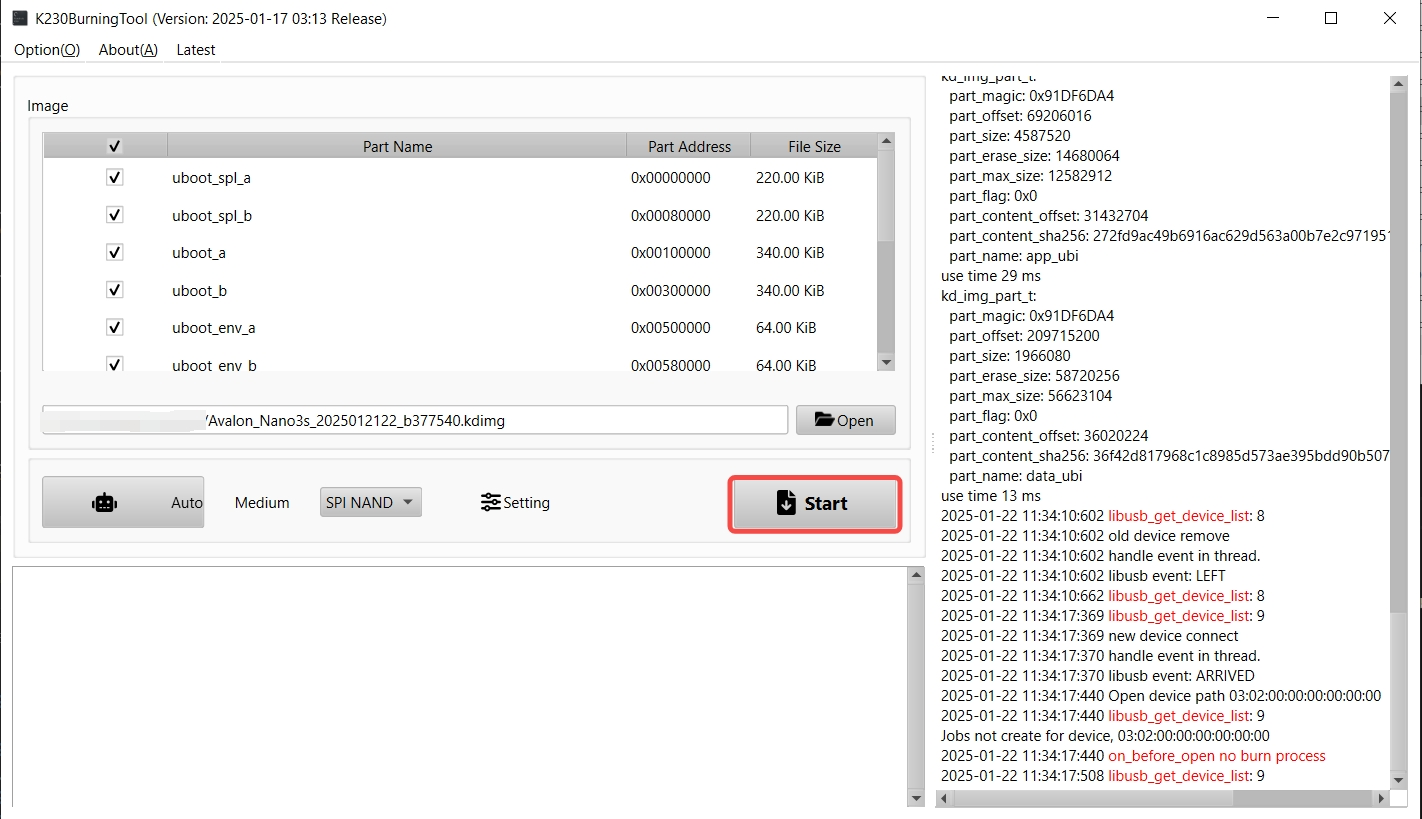 K230BurningTool (Version: 2025-01-17 03:13 Release)
Option(O) About(A) Latest
Image
Part Name Part Address File Size
uboot_spl_a 0x00000000 220.00 KiB
uboot_spl_b 0x00080000 220.00 KiB
uboot_a 0x00100000 340.00 KiB
uboot_b 0x00300000 340.00 KiB
uboot_env_a 0x00500000 64.00 KiB
uboot_env_b 0x00580000 64.00 KiB
/Avalon_Nano3s_2025012122_b377540.kdimg Open
Auto Medium SPI NAND Setting Start
kd_img_part_t:
part_magic: 0x91DF6DA4
part_offset: 69206016
part_size: 4587520
part_erase_size: 14680064
part_max_size: 12582912
part_flag: 0x0
part_content_offset: 31432704
part_content_sha256: 272fd9ac49b6916ac629d563a00b7e2c971951
part_name: app_ubi
use time 29 ms
kd_img_part_t:
part_magic: 0x91DF6DA4
part_offset: 209715200
part_size: 1966080
part_erase_size: 58720256
part_max_size: 56623104
part_flag: 0x0
part_content_offset: 36020224
part_content_sha256: 36f42d817968c1c8985d573ae395bdd90b507
part_name: data_ubi
use time 13 ms
2025-01-22 11:34:10:602 libusb_get_device_list: 8
2025-01-22 11:34:10:602 old device remove
2025-01-22 11:34:10:602 handle event in thread.
2025-01-22 11:34:10:602 libusb event: LEFT
2025-01-22 11:34:10:662 libusb_get_device_list: 8
2025-01-22 11:34:17:369 libusb_get_device_list: 9
2025-01-22 11:34:17:369 new device connect
2025-01-22 11:34:17:370 handle event in thread.
2025-01-22 11:34:17:370 libusb event: ARRIVED
2025-01-22 11:34:17:440 Open device path 03:02:00:00:00:00:00:00
2025-01-22 11:34:17:440 libusb_get_device_list: 9
Jobs not create for device, 03:02:00:00:00:00:00:00
2025-01-22 11:34:17:440 on_before_open no burn process
2025-01-22 11:34:17:508 libusb_get_device_list: 9